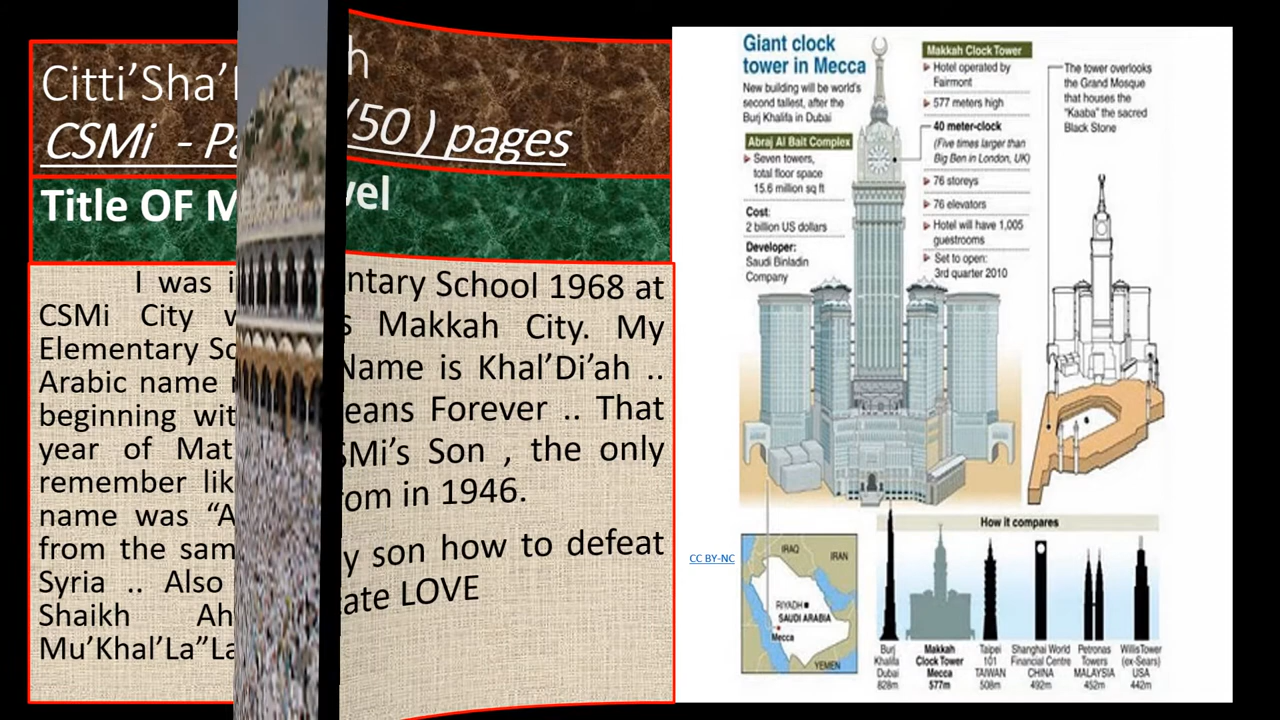 Citti'Sha'
CSMi - Pa /50 ) pages
Title OF M vel
I was i ntary School 1968 at
CSMi City w s Makkah City. My
Elementary Sc Name is Khal'Di'ah ..
Arabic name eans Forever .. That
beginning wit SMi's Son , the only
year of Mat rom in 1946.
remember lik
name was "A y son how to defeat
from the sam ate LOVE
Syria .. Also
Shaikh Ah
Mu'Khal'La"La
Giant clock
tower in Mecca
New building will be world's
second tallest, after the
Burj Khalifa in Dubai
Abraj Al Bait Complex
Seven towers,
total floor space
15.6 million sq ft
Cost:
2 billion US dollars
Developer:
Saudi Binladin
Company
Makkah Clock Tower
Hotel operated by
Fairmont
577 meters high
40 meter-clock
(Five times larger than
Big Ben in London, UK)
76 storeys
76 elevators
Hotel will have 1,005
guestrooms
Set to open:
3rd quarter 2010
The tower overlooks
the Grand Mosque
that houses the
"Kaaba" the sacred
Black Stone
CC BY-NC
IRAQ
IRAN
RIYADH
SAUDI ARABIA
Mecca
YEMEN
How it compares
Burj
Khalifa
Dubai
828m
Makkah
Clock Tower
Mecca
577m
Taipei
101
TAIWAN
508m
Shanghai World
Financial Centre
CHINA
492m
Petronas
Towers
MALAYSIA
452m
Willis Tower
(ex-Sears)
USA
442m